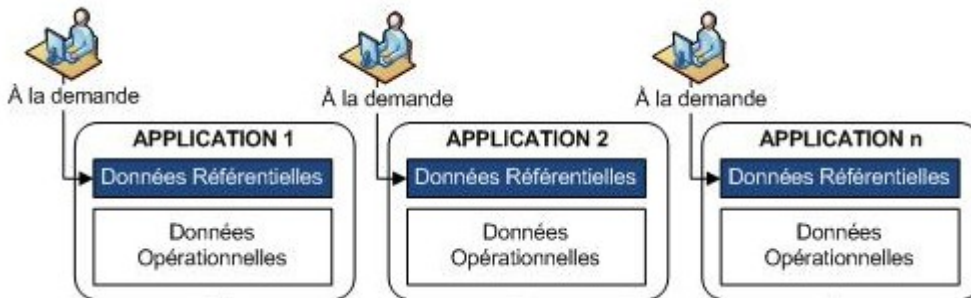 À la demande
À la demande
À la demande
APPLICATION 1
APPLICATION 2
APPLICATION n
Données Référentielles
Données Référentielles
Données Référentielles
Données
Opérationnelles
Données
Opérationnelles
Données
Opérationnelles